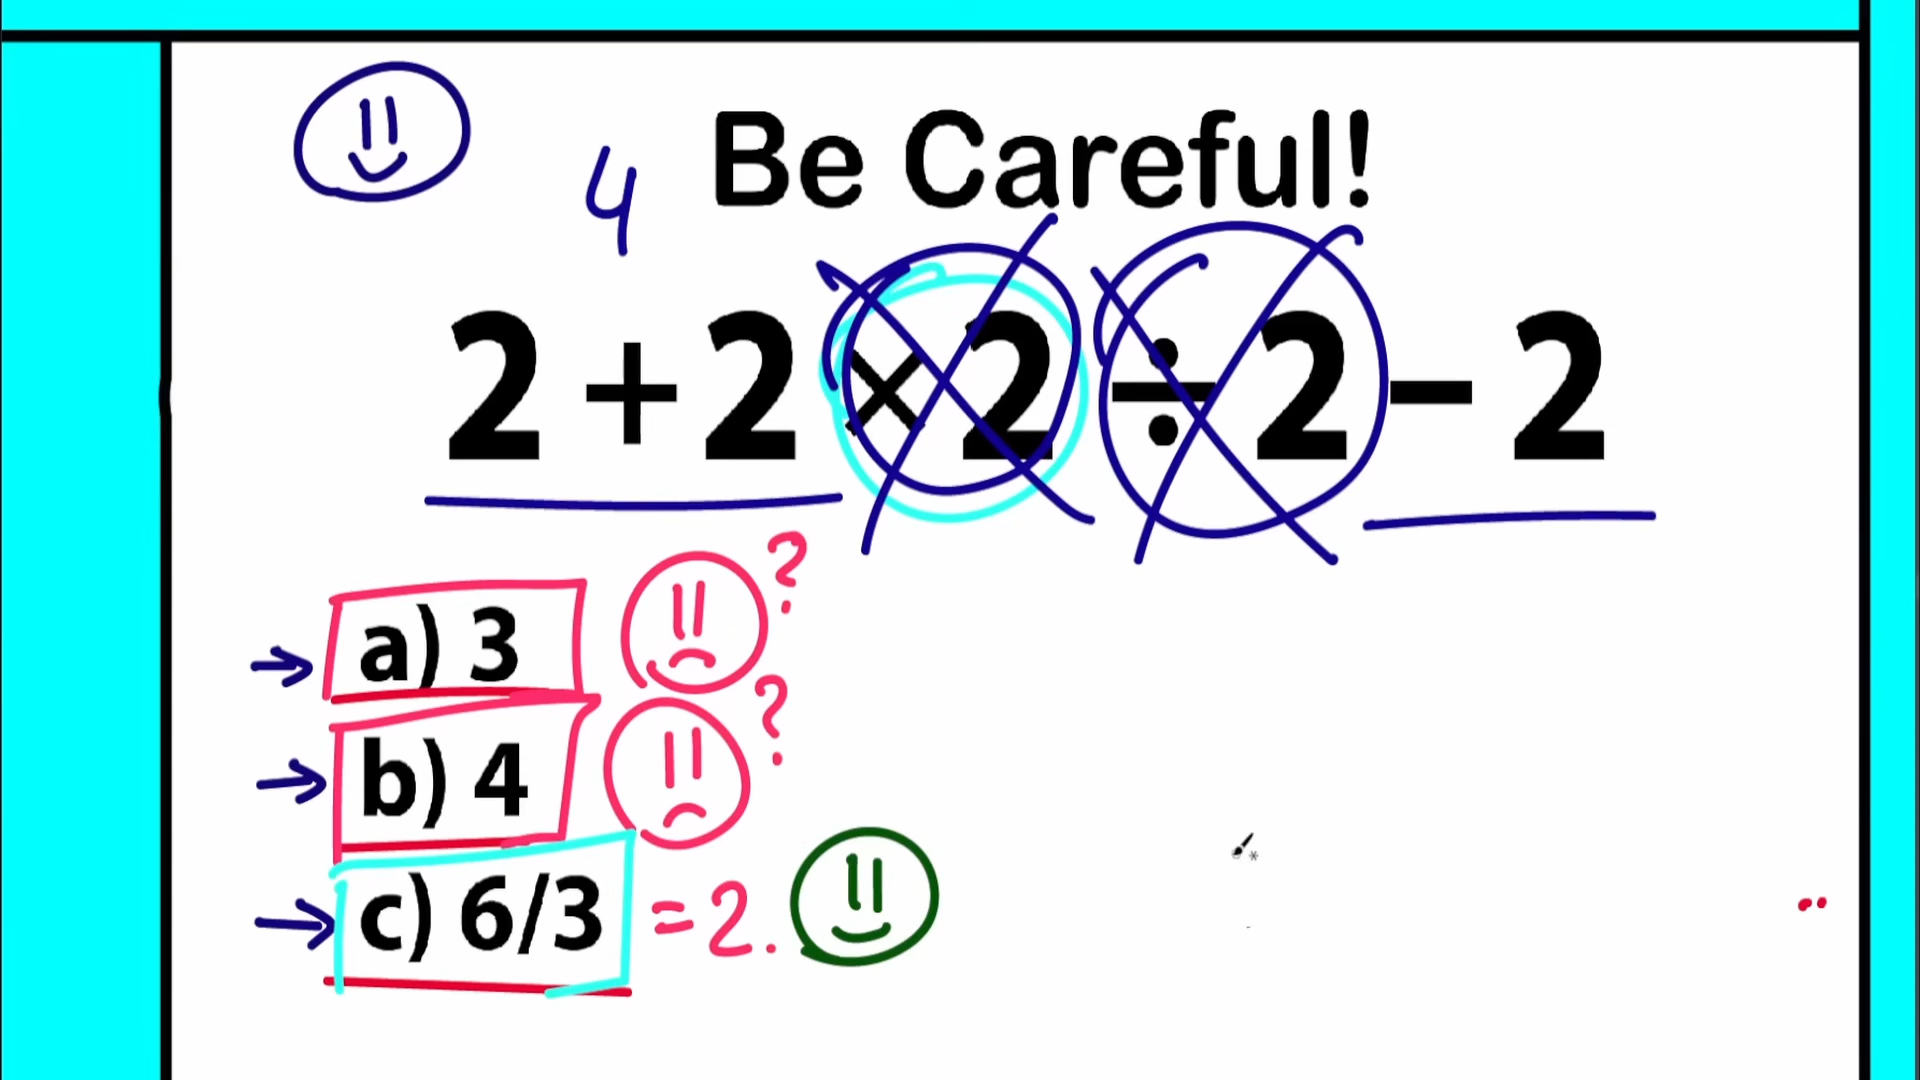 Be Careful!
4
2 + 2 × 2 ÷ 2 − 2
a) 3 ?
b) 4 ?
c) 6/3 = 2.